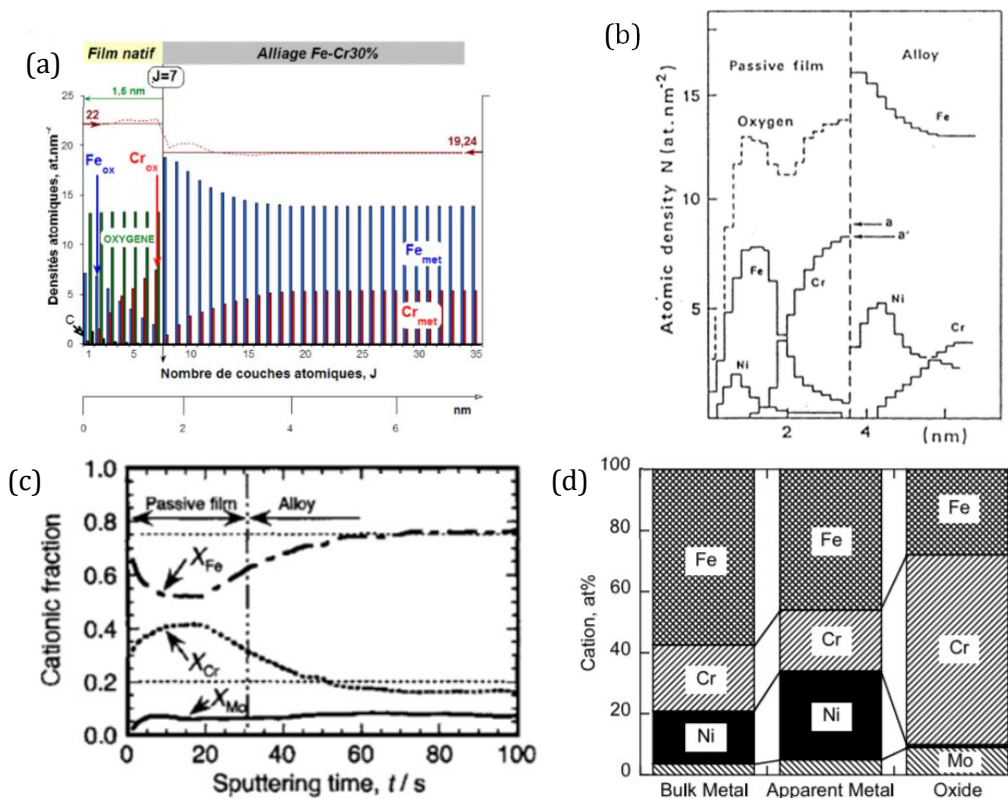 (a)
Film natif
Alliage Fe-Cr30%
J=7
25
1,5 nm
22
19,24
20
Fe
ox
Cr
ox
15
Densités atomiques, at.nm⁻²
OXYGENE
10
Fe
met
5
Cr
met
C
0
1 5 10 15 20 25 30 35
Nombre de couches atomiques, J
nm
0 2 4 6
(b)
Passive film
Alloy
Atomic density N (at.nm-2)
15
Oxygen
Fe
10
a
a'
Fe
Cr
5
Ni
Ni
Cr
2 4 (nm)
(c)
1.0
Passive film
Alloy
0.8
Cationic fraction
X Fe
0.6
0.4
X Cr
0.2
X Mo
0.0
0 20 40 60 80 100
Sputtering time, t / s
(d)
100
80
60
40
20
0
Cation, at%
Fe
Fe
Fe
Cr
Cr
Cr
Ni
Ni
Mo
Bulk Metal
Apparent Metal
Oxide